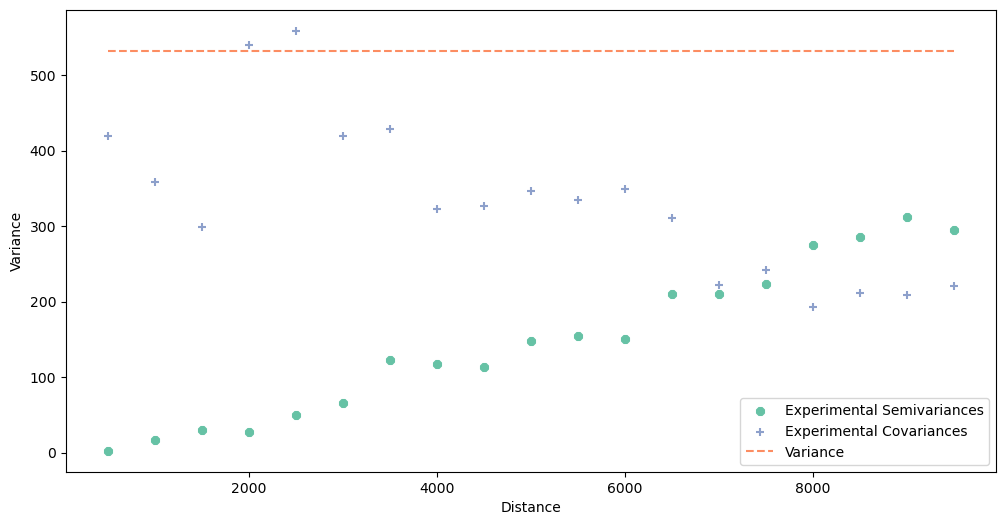 500
400
300
200
100
0
Variance
2000 4000 6000 8000
Distance
Experimental Semivariances
Experimental Covariances
Variance